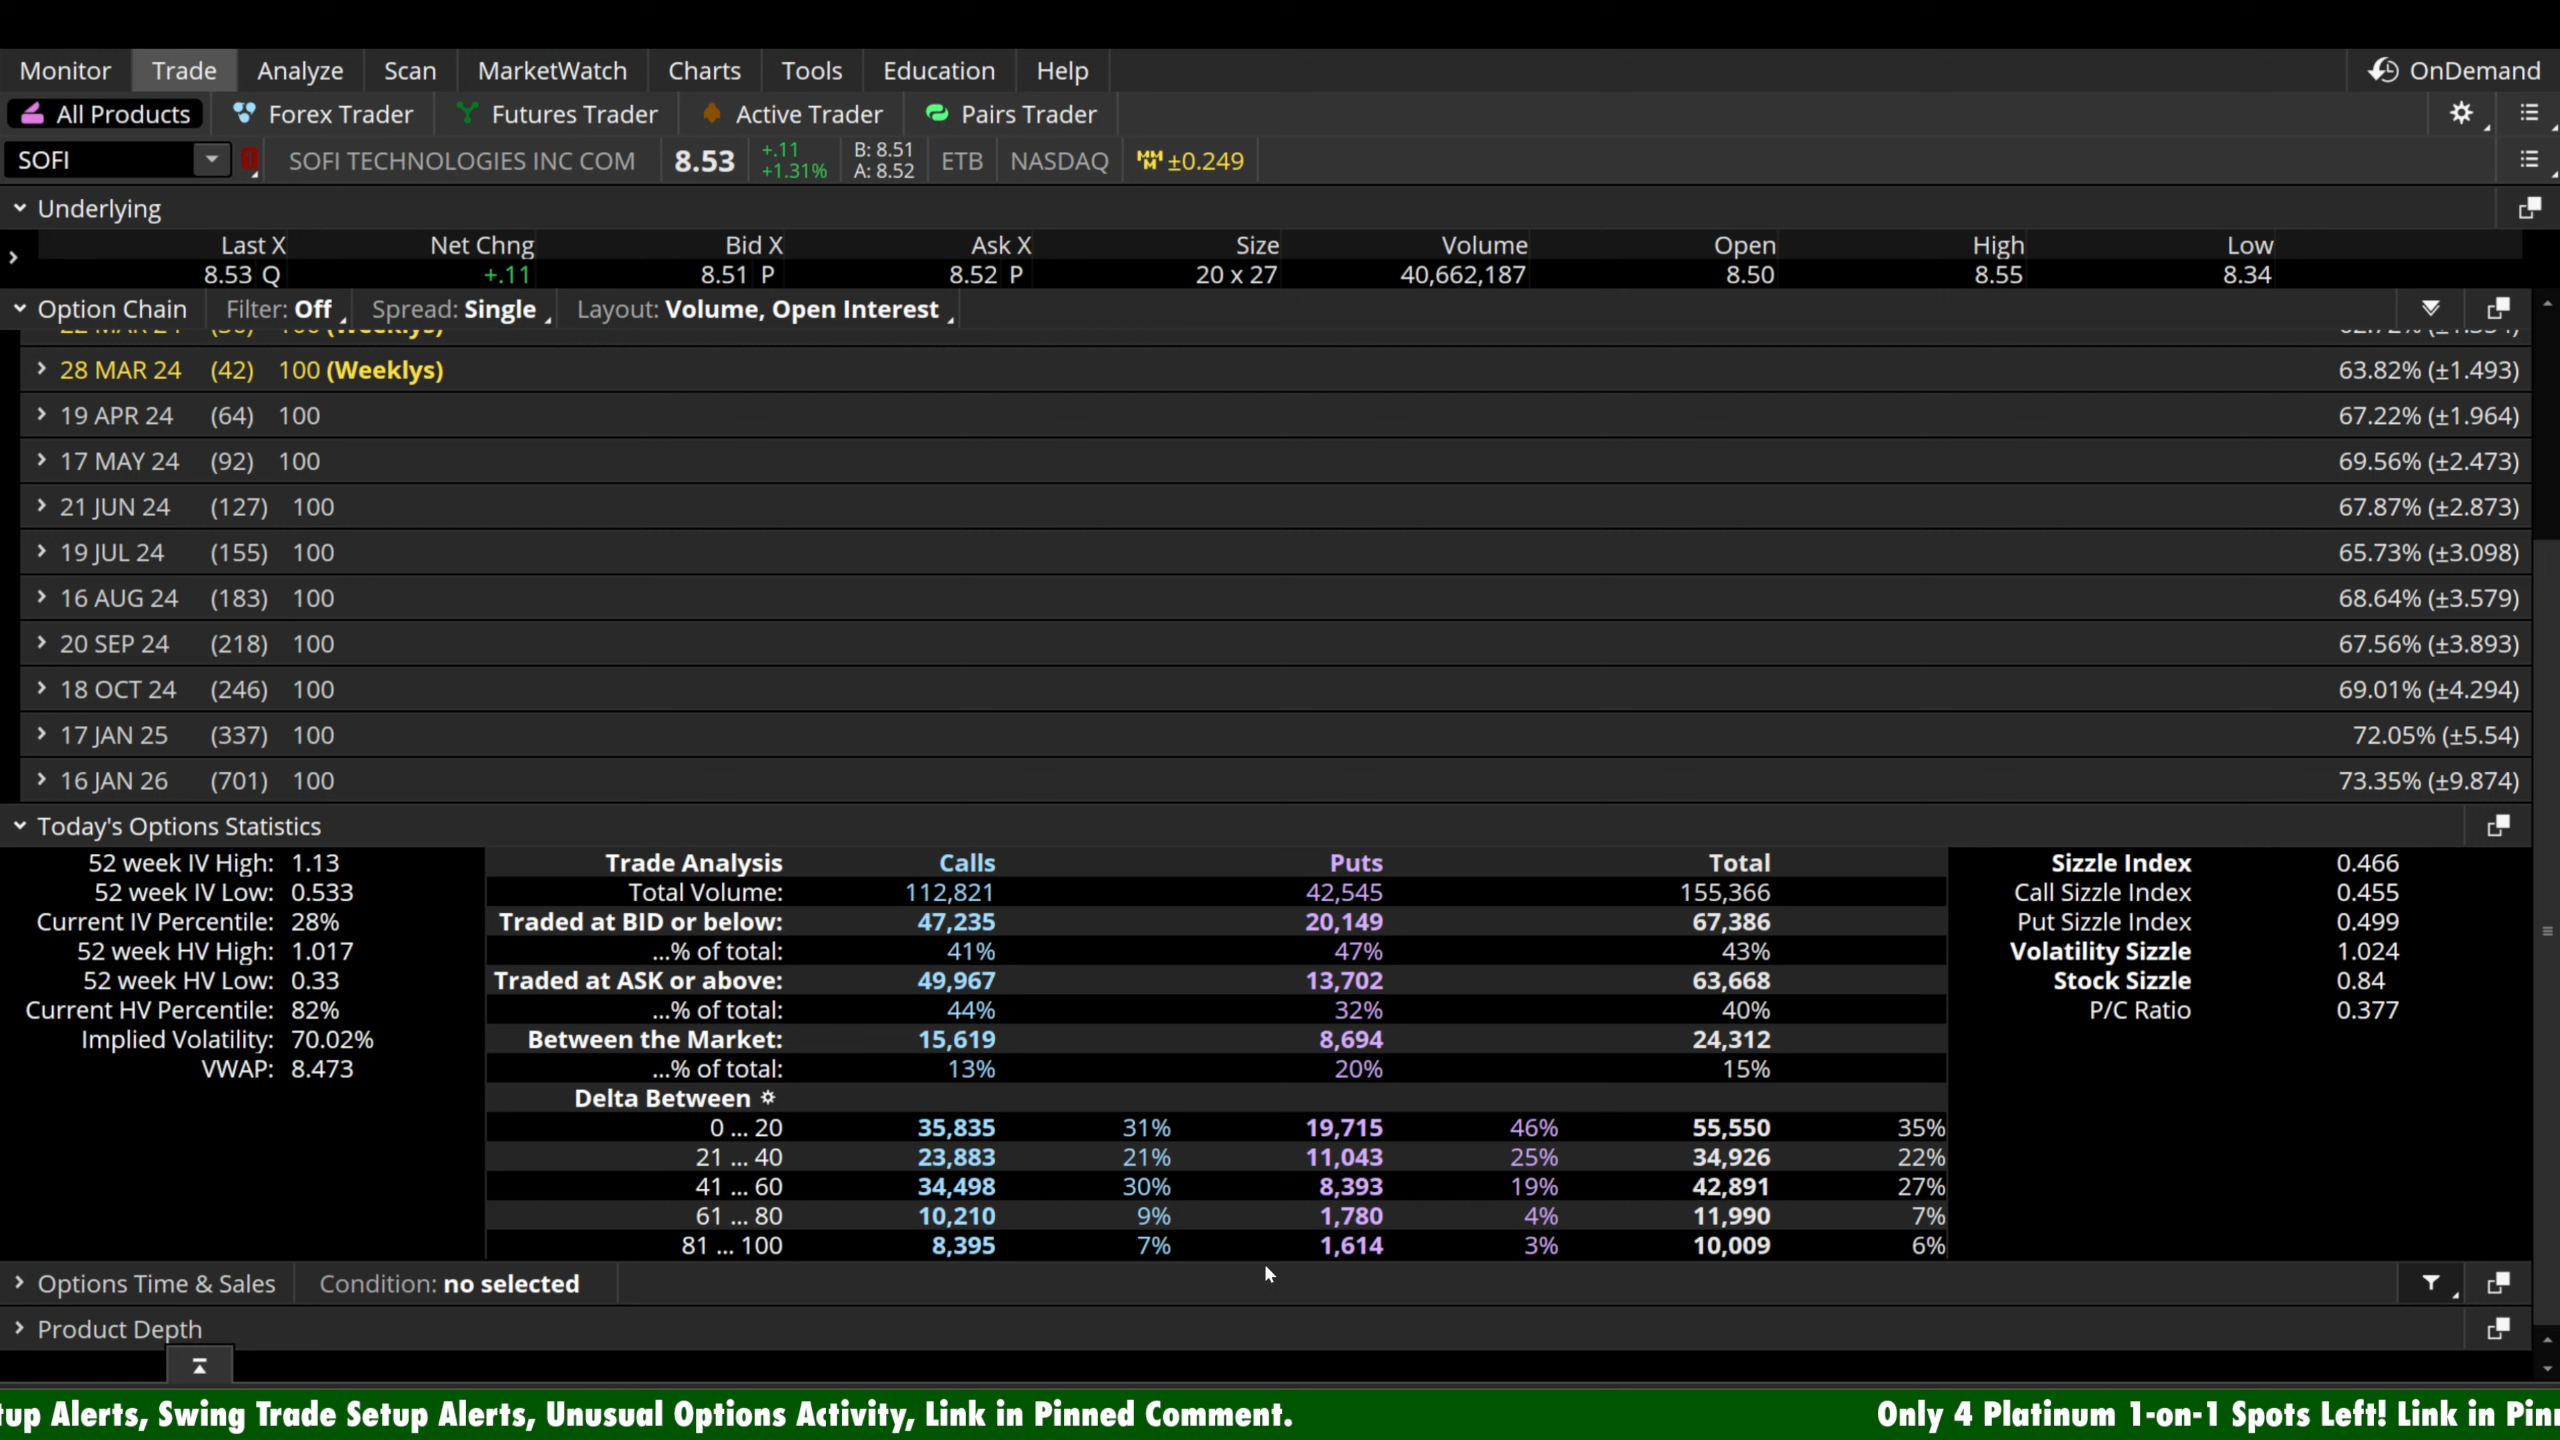 Monitor Trade Analyze Scan MarketWatch Charts Tools Education Help OnDemand
All Products Forex Trader Futures Trader Active Trader Pairs Trader
SOFI SOFI TECHNOLOGIES INC COM 8.53 +.11 +1.31% B: 8.51 A: 8.52 ETB NASDAQ ±0.249
Underlying
Last X Net Chng Bid X Ask X Size Volume Open High Low
8.53 Q +.11 8.51 P 8.52 P 20 x 27 40,662,187 8.50 8.55 8.34
Option Chain Filter: Off Spread: Single Layout: Volume, Open Interest
28 MAR 24 (42) 100 (Weeklys) 63.82% (±1.493)
19 APR 24 (64) 100 67.22% (±1.964)
17 MAY 24 (92) 100 69.56% (±2.473)
21 JUN 24 (127) 100 67.87% (±2.873)
19 JUL 24 (155) 100 65.73% (±3.098)
16 AUG 24 (183) 100 68.64% (±3.579)
20 SEP 24 (218) 100 67.56% (±3.893)
18 OCT 24 (246) 100 69.01% (±4.294)
17 JAN 25 (337) 100 72.05% (±5.54)
16 JAN 26 (701) 100 73.35% (±9.874)
Today's Options Statistics
52 week IV High: 1.13 Trade Analysis Calls Puts Total Sizzle Index 0.466
52 week IV Low: 0.533 Total Volume: 112,821 42,545 155,366 Call Sizzle Index 0.455
Current IV Percentile: 28% Traded at BID or below: 47,235 20,149 67,386 Put Sizzle Index 0.499
52 week HV High: 1.017 ...% of total: 41% 47% 43% Volatility Sizzle 1.024
52 week HV Low: 0.33 Traded at ASK or above: 49,967 13,702 63,668 Stock Sizzle 0.84
Current HV Percentile: 82% ...% of total: 44% 32% 40% P/C Ratio 0.377
Implied Volatility: 70.02% Between the Market: 15,619 8,694 24,312
VWAP: 8.473 ...% of total: 13% 20% 15%
Delta Between
0 ... 20 35,835 31% 19,715 46% 55,550 35%
21 ... 40 23,883 21% 11,043 25% 34,926 22%
41 ... 60 34,498 30% 8,393 19% 42,891 27%
61 ... 80 10,210 9% 1,780 4% 11,990 7%
81 ... 100 8,395 7% 1,614 3% 10,009 6%
Options Time & Sales Condition: no selected
Product Depth
tup Alerts, Swing Trade Setup Alerts, Unusual Options Activity, Link in Pinned Comment. Only 4 Platinum 1-on-1 Spots Left! Link in Pin